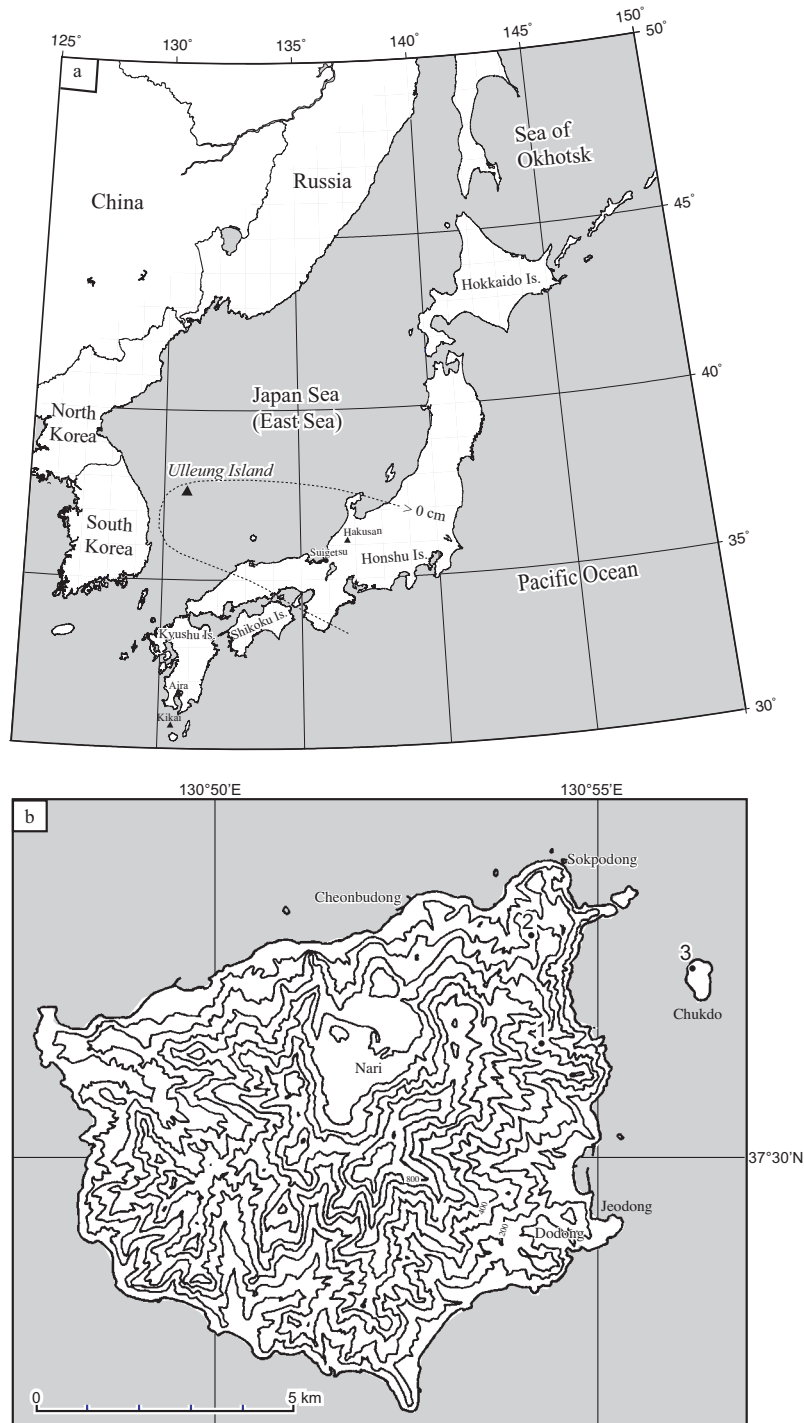 125°
130°
135°
140°
145°
150°
50°
a
Sea of
Okhotsk
Russia
China
45°
Hokkaido Is.
40°
Japan Sea
(East Sea)
North
Korea
Ulleung Island
> 0 cm
South
Korea
Hakusan
35°
Suigetsu
Honshu Is.
Pacific Ocean
Shikoku Is.
Kyushu Is.
Aira
Kikai
30°
130°50'E
130°55'E
b
Sokpodong
Cheonbudong
2
3
Chukdo
1
Nari
37°30'N
800
400
200
Jeodong
Dodong
0
5 km